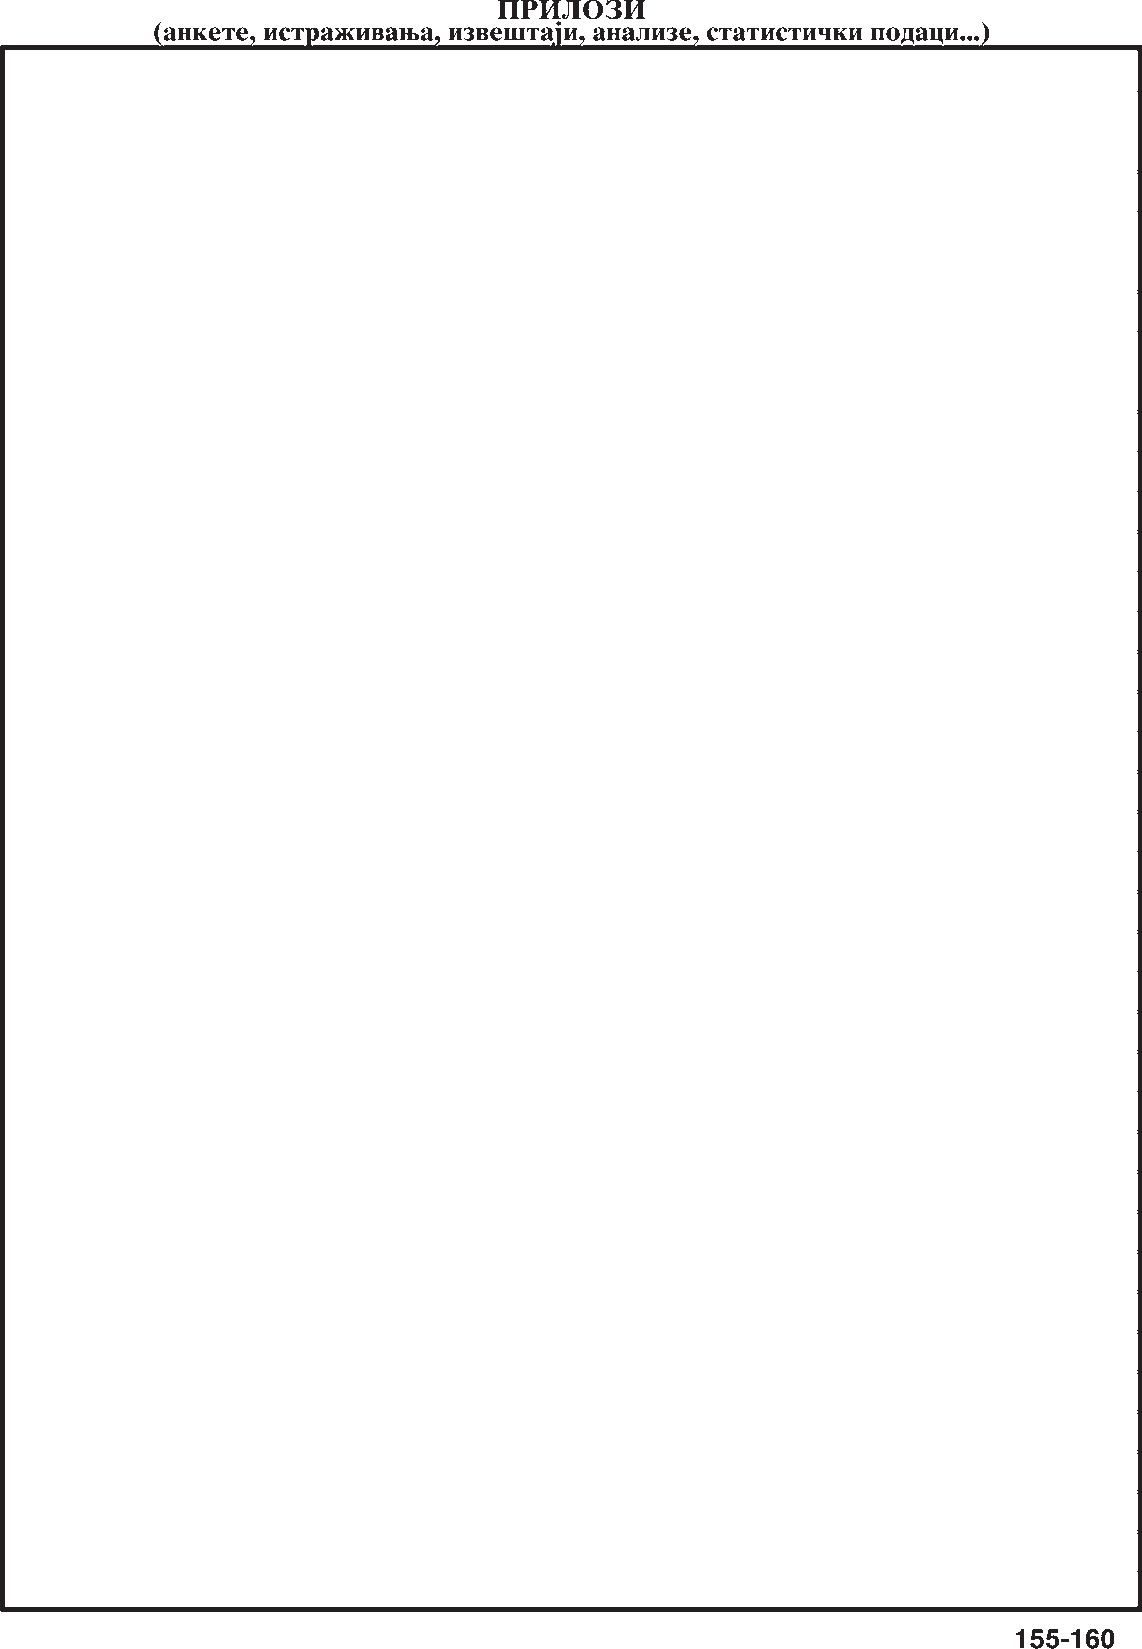 ПРИЛОЗИ
(анкете, истраживања, извештаји, анализе, статистички подаци...)
155-160